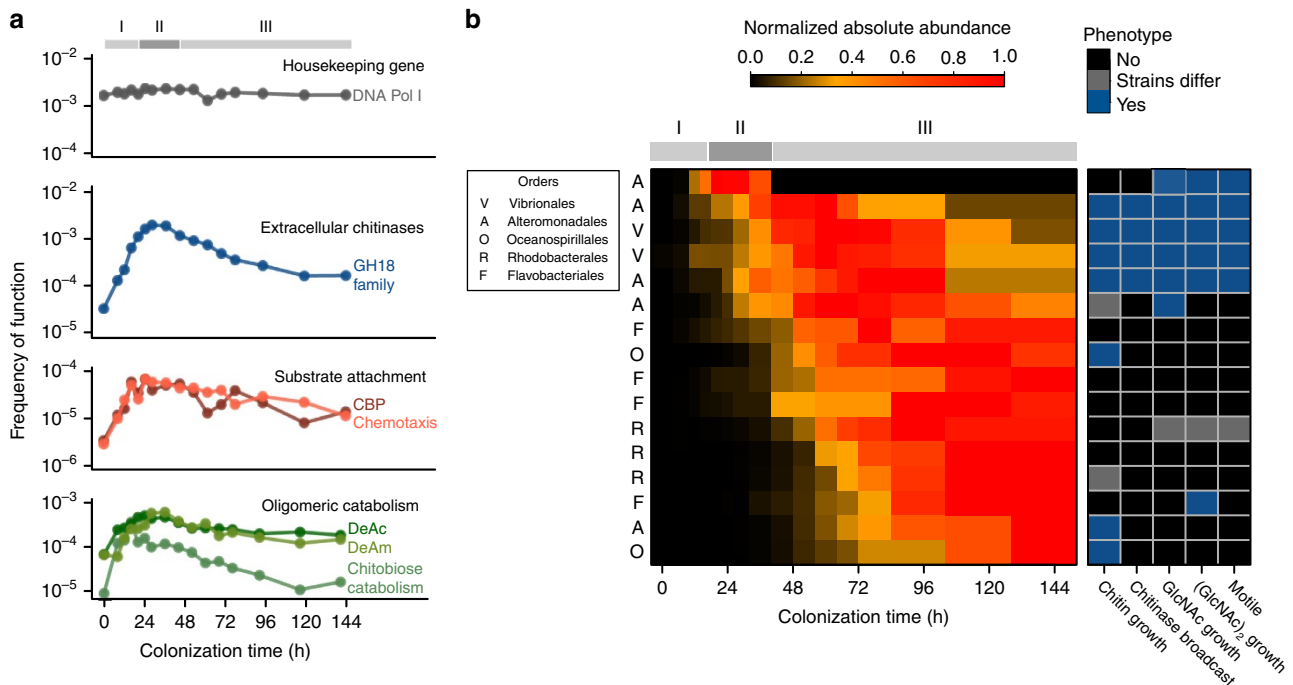 a
I II III
10⁻²
10⁻³
10⁻⁴
Housekeeping gene
DNA Pol I
10⁻²
10⁻³
10⁻⁴
10⁻⁵
Extracellular chitinases
GH18
family
10⁻⁴
10⁻⁵
10⁻⁶
Substrate attachment
CBP
Chemotaxis
10⁻³
10⁻⁴
10⁻⁵
Oligomeric catabolism
DeAc
DeAm
Chitobiose
catabolism
Frequency of function
0 24 48 72 96 120 144
Colonization time (h)
b
Normalized absolute abundance
0.0 0.2 0.4 0.6 0.8 1.0
Phenotype
No
Strains differ
Yes
I II III
Orders
V Vibrionales
A Alteromonadales
O Oceanospirillales
R Rhodobacterales
F Flavobacteriales
A
A
V
V
A
A
F
O
F
F
R
R
R
F
A
O
0 24 48 72 96 120 144
Colonization time (h)
Chitin growth
Chitinase broadcast
GlcNAc growth
(GlcNAc)₂ growth
Motile